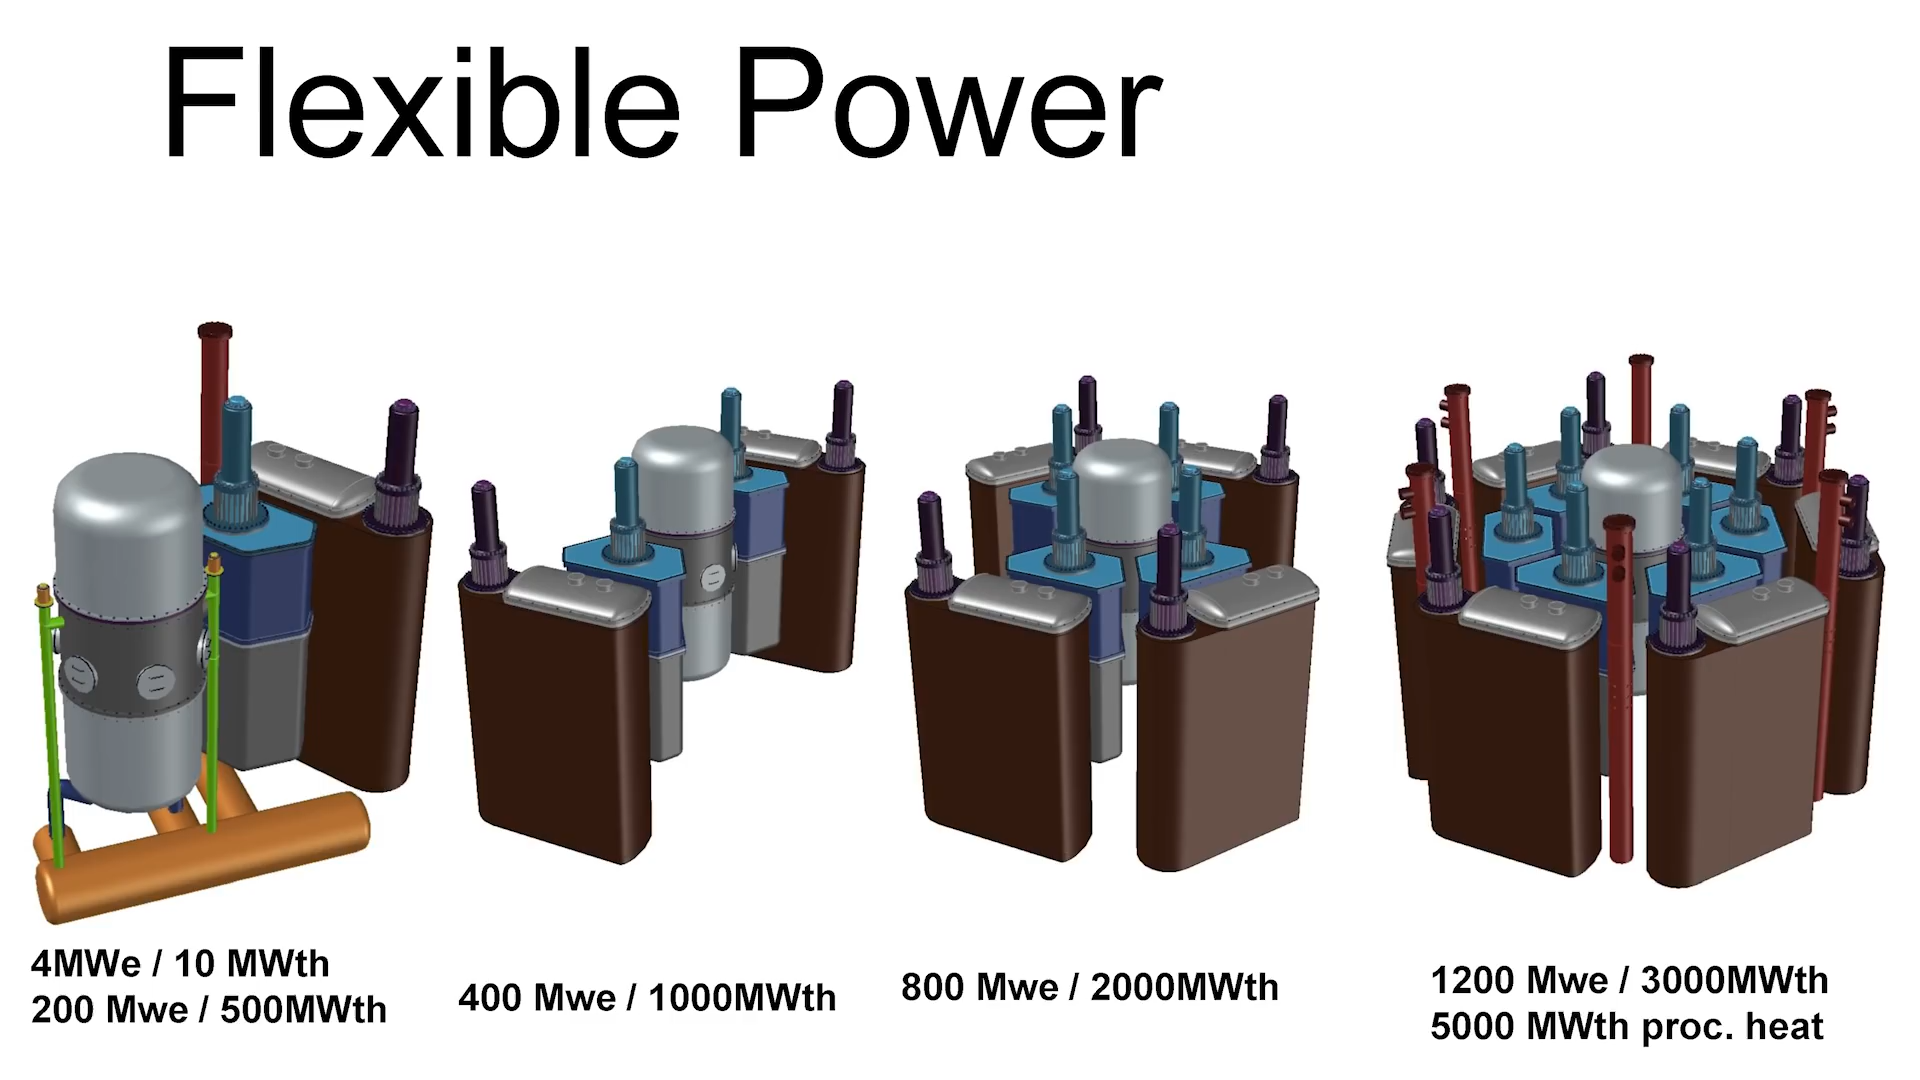 Flexible Power
4MWe / 10 MWth
200 Mwe / 500MWth
400 Mwe / 1000MWth
800 Mwe / 2000MWth
1200 Mwe / 3000MWth
5000 MWth proc. heat